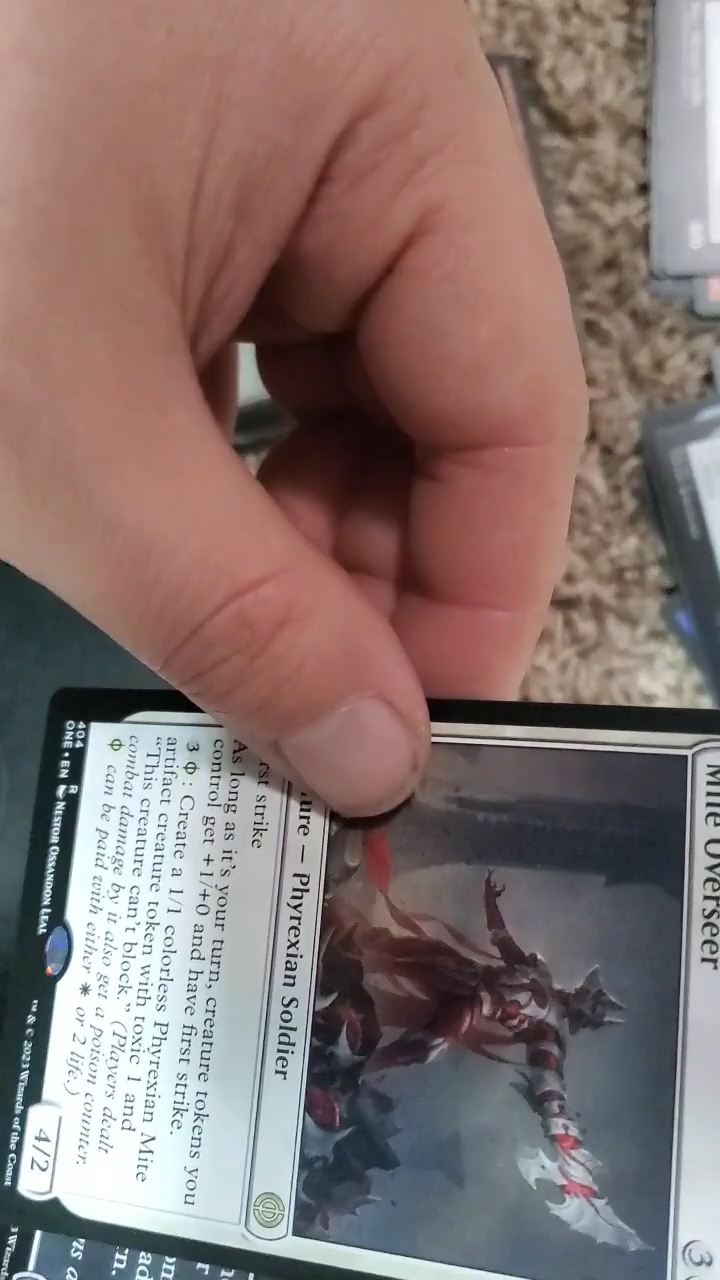 Mite Overseer
3
ure — Phyrexian Soldier
rst strike
As long as it's your turn, creature tokens you
control get +1/+0 and have first strike.
3 Φ : Create a 1/1 colorless Phyrexian Mite
artifact creature token with toxic 1 and
“This creature can't block.” (Players dealt
combat damage by it also get a poison counter.
Φ can be paid with either ☀ or 2 life.)
4/2
404 R
ONE • EN NESTOR OSSANDON LEAL
™ & © 2023 Wizards of the Coast